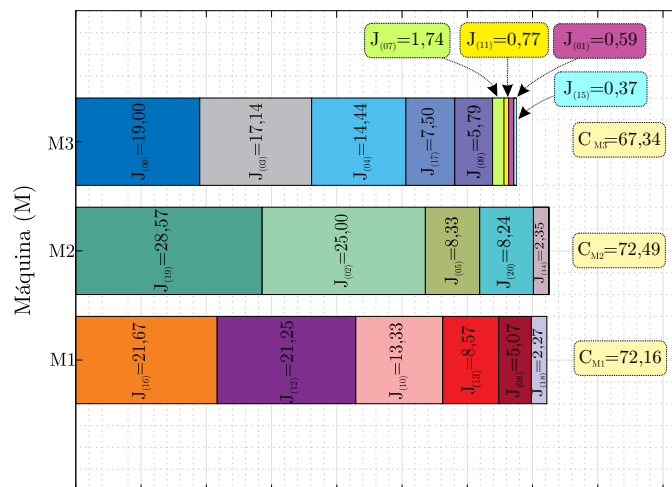 J(07)=1,74
J(11)=0,77
J(01)=0,59
J(15)=0,37
M3
J(06)=19,00
J(03)=17,14
J(04)=14,44
J(17)=7,50
J(09)=5,79
CM3=67,34
Máquina (M)
M2
J(19)=28,57
J(02)=25,00
J(05)=8,33
J(20)=8,24
J(14)=2,35
CM2=72,49
M1
J(16)=21,67
J(12)=21,25
J(10)=13,33
J(13)=8,57
J(08)=5,07
J(18)=2,27
CM1=72,16